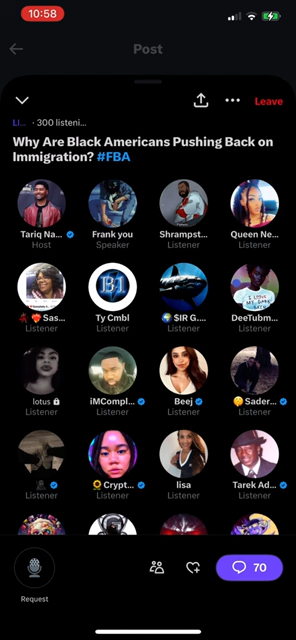 10:58
Post
Leave
LI... · 300 listeni...
Why Are Black Americans Pushing Back on
Immigration? #FBA
Tariq Na... Frank you Shrampst... Queen Ne...
Host Speaker Listener Listener
Sas... Ty Cmbl $IR G.... DeeTubm...
Listener Listener Listener Listener
lotus iMCompl... Beej Sader...
Listener Listener Listener Listener
Crypt... lisa Tarek Ad...
Listener Listener Listener Listener
70
Request